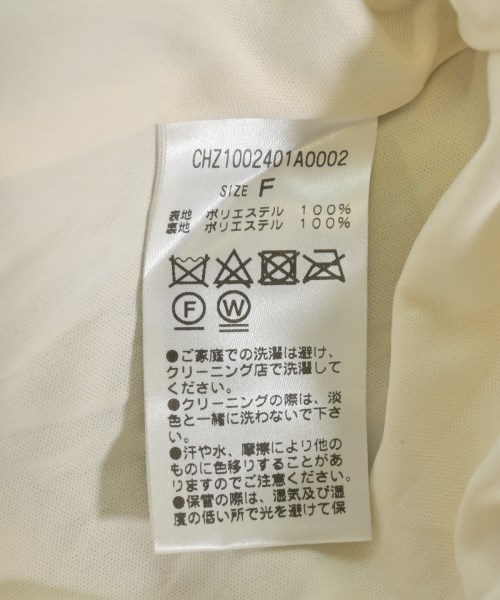 CHZ1002401A0002
SIZE F
表地 ポリエステル 100%
裏地 ポリエステル 100%
F W
●ご家庭での洗濯は避け、
クリーニング店で洗濯して
ください。
●クリーニングの際は、淡
色と一緒に洗わないで下さ
い。
●汗や水、摩擦により他の
ものに色移りすることがあ
りますのでご注意ください。
●保管の際は、湿気及び湿
度の低い所で光を避けて保